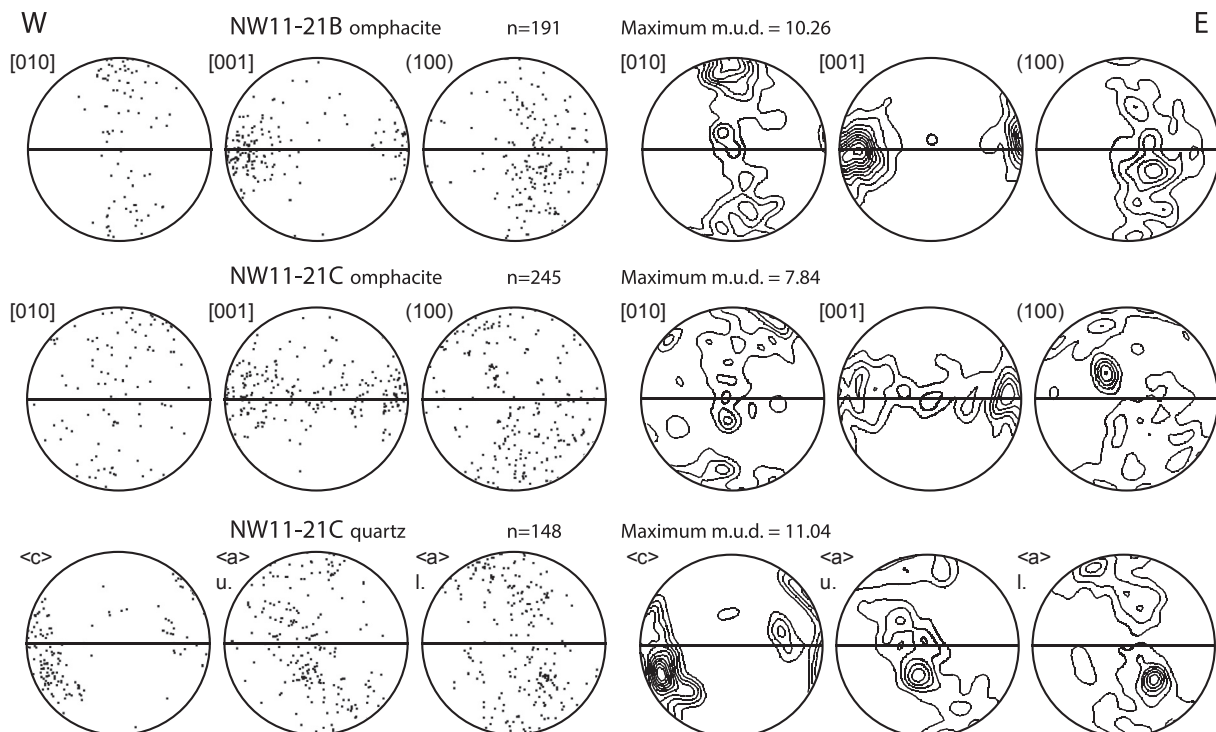 W E
NW11-21B omphacite n=191 Maximum m.u.d. = 10.26
[010] [001] (100) [010] [001] (100)
NW11-21C omphacite n=245 Maximum m.u.d. = 7.84
[010] [001] (100) [010] [001] (100)
NW11-21C quartz n=148 Maximum m.u.d. = 11.04
<c> <a> <a> <c> <a> <a>
u. l. u. l.